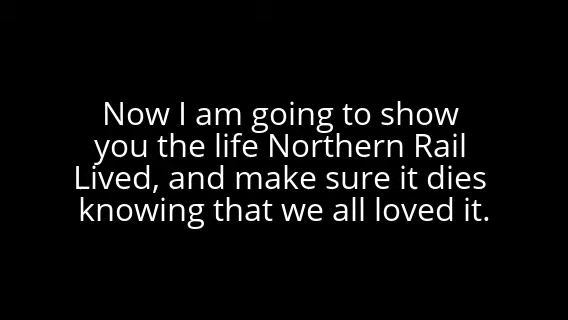 Now I am going to show
you the life Northern Rail
Lived, and make sure it dies
knowing that we all loved it.